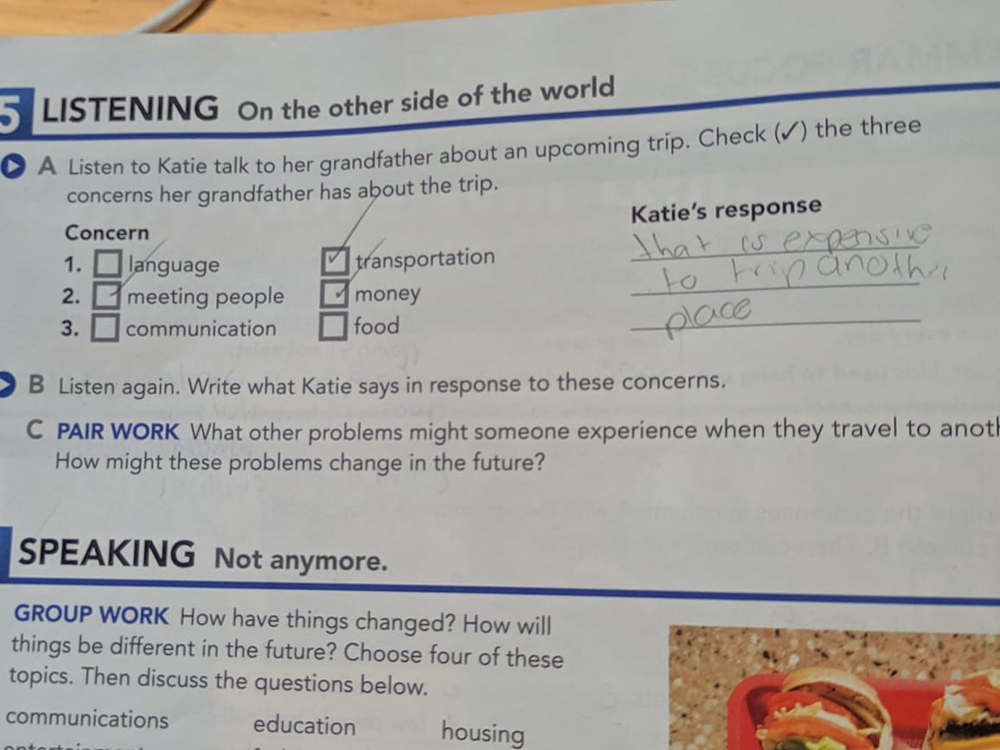 5 LISTENING On the other side of the world
A Listen to Katie talk to her grandfather about an upcoming trip. Check (✓) the three
concerns her grandfather has about the trip.
Concern
Katie's response
1. language
transportation
that is expensive
2. meeting people
money
to trip another
3. communication
food
place
B Listen again. Write what Katie says in response to these concerns.
C PAIR WORK What other problems might someone experience when they travel to anoth
How might these problems change in the future?
SPEAKING Not anymore.
GROUP WORK How have things changed? How will
things be different in the future? Choose four of these
topics. Then discuss the questions below.
communications education housing